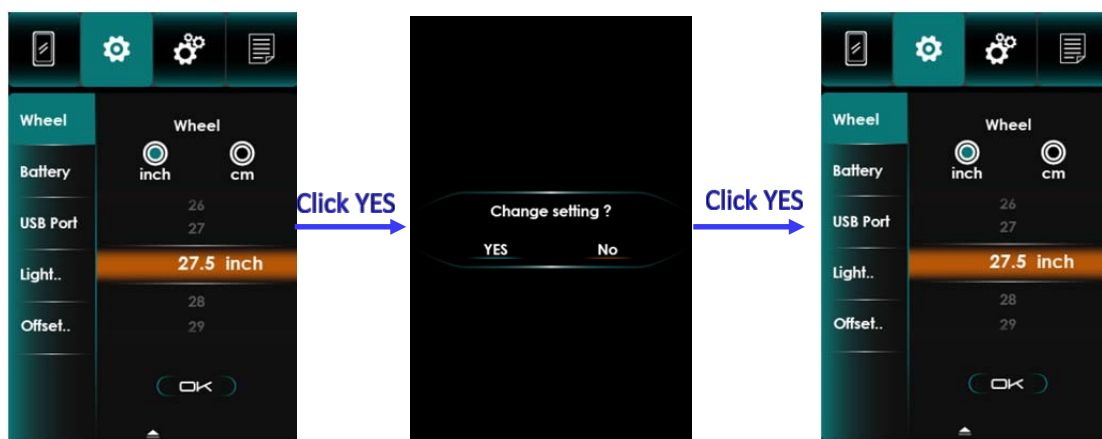 Wheel
Battery
USB Port
Light..
Offset..
Wheel
inch cm
26
27
27.5 inch
28
29
OK
Click YES
Change setting ?
YES No
Click YES
Wheel
Battery
USB Port
Light..
Offset..
Wheel
inch cm
26
27
27.5 inch
28
29
OK